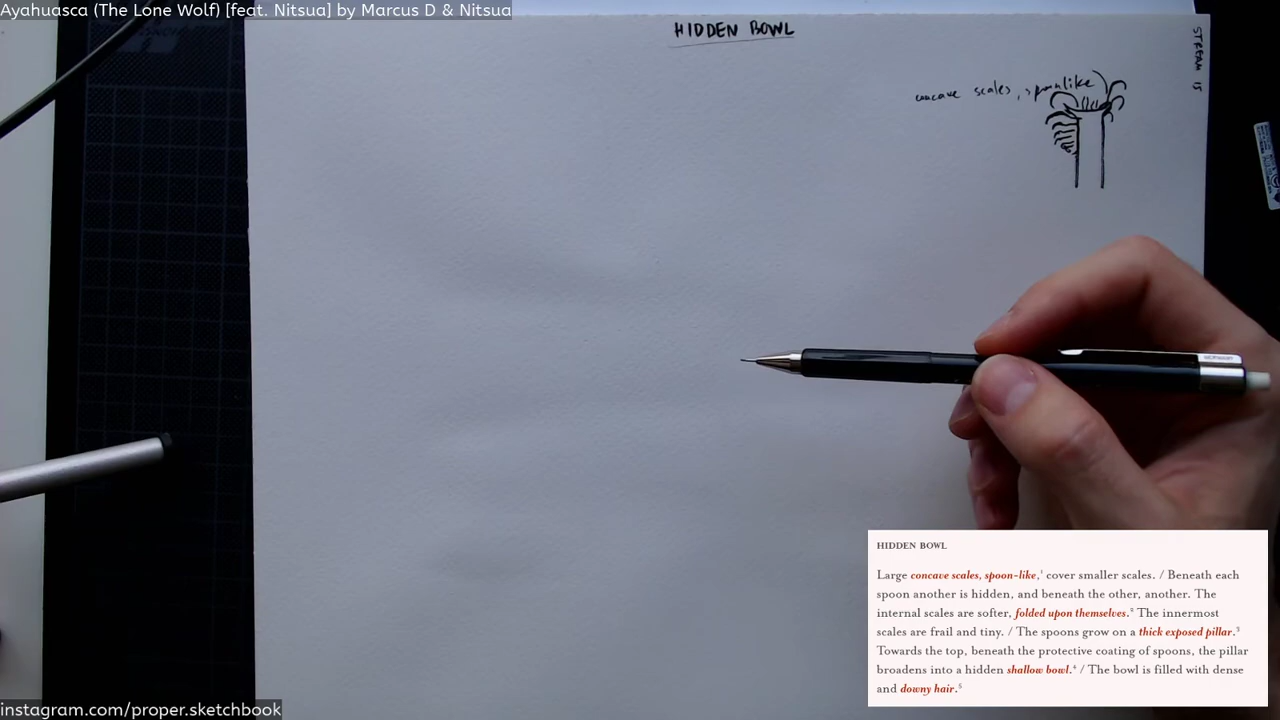 Ayahuasca (The Lone Wolf) [feat. Nitsua] by Marcus D & Nitsua
HIDDEN BOWL
STREAM 15
concave scales, spoonlike
HIDDEN BOWL
Large concave scales, spoon-like,¹ cover smaller scales. / Beneath each
spoon another is hidden, and beneath the other, another. The
internal scales are softer, folded upon themselves.² The innermost
scales are frail and tiny. / The spoons grow on a thick exposed pillar.³
Towards the top, beneath the protective coating of spoons, the pillar
broadens into a hidden shallow bowl.⁴ / The bowl is filled with dense
and downy hair.⁵
instagram.com/proper.sketchbook